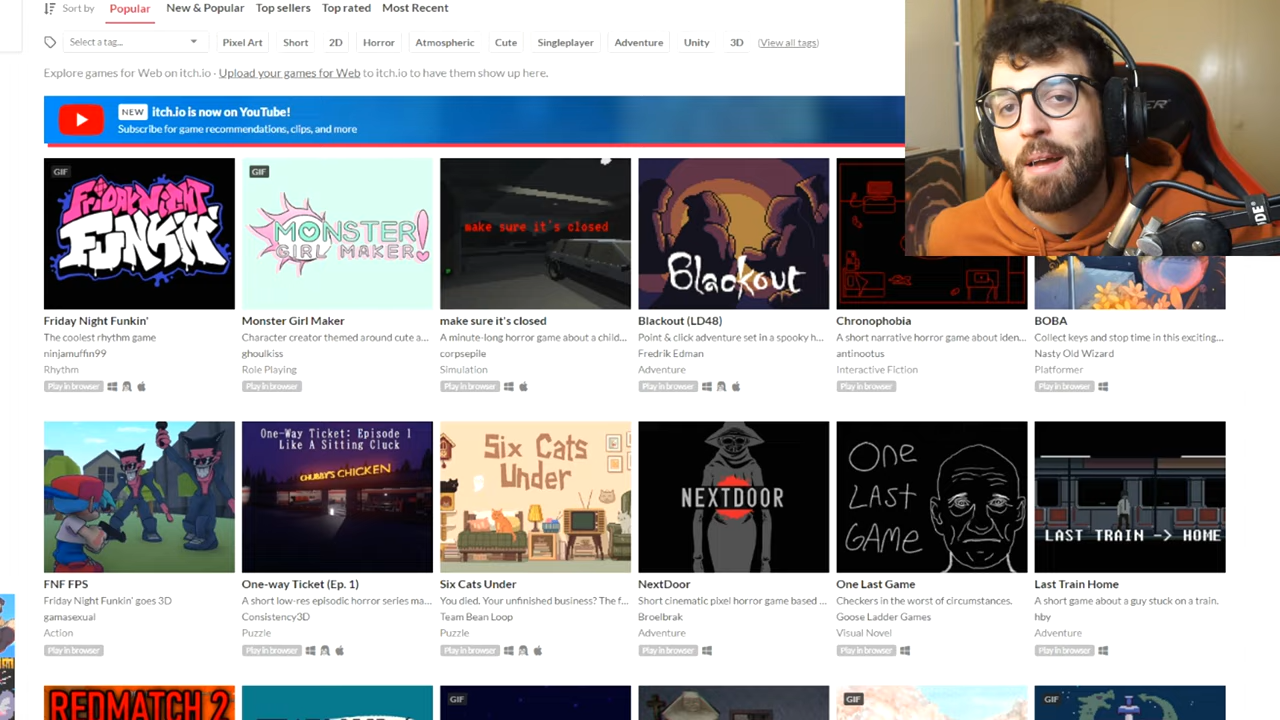 Sort by
Popular
New & Popular
Top sellers
Top rated
Most Recent
Select a tag...
Pixel Art
Short
2D
Horror
Atmospheric
Cute
Singleplayer
Adventure
Unity
3D
(View all tags)
Explore games for Web on itch.io · Upload your games for Web to itch.io to have them show up here.
NEW itch.io is now on YouTube!
Subscribe for game recommendations, clips, and more
GIF
FRIDAY NIGHT
FUNKIN'
GIF
MONSTER!
GIRL MAKER
make sure it's closed
Blackout
Friday Night Funkin'
The coolest rhythm game
ninjamuffin99
Rhythm
Play in browser
Monster Girl Maker
Character creator themed around cute a...
ghoulkiss
Role Playing
Play in browser
make sure it's closed
A minute-long horror game about a child...
corpsepile
Simulation
Play in browser
Blackout (LD48)
Point & click adventure set in a spooky h...
Fredrik Edman
Adventure
Play in browser
Chronophobia
A short narrative horror game about iden...
antinootus
Interactive Fiction
Play in browser
BOBA
Collect keys and stop time in this exciting...
Nasty Old Wizard
Platformer
Play in browser
One-Way Ticket: Episode 1
Like A Sitting Cluck
CHUBBY'S CHICKEN
Six Cats
Under
NEXTDOOR
ONE
LAST
GAME
LAST TRAIN -> HOME
FNF FPS
Friday Night Funkin' goes 3D
gamasexual
Action
Play in browser
One-way Ticket (Ep. 1)
A short low-res episodic horror series ma...
Consistency3D
Puzzle
Play in browser
Six Cats Under
You died. Your unfinished business? The f...
Team Bean Loop
Puzzle
Play in browser
NextDoor
Short cinematic pixel horror game based ...
Broelbrak
Adventure
Play in browser
One Last Game
Checkers in the worst of circumstances.
Goose Ladder Games
Visual Novel
Play in browser
Last Train Home
A short game about a guy stuck on a train.
hby
Adventure
Play in browser
REDMATCH 2
GIF
GIF
GIF